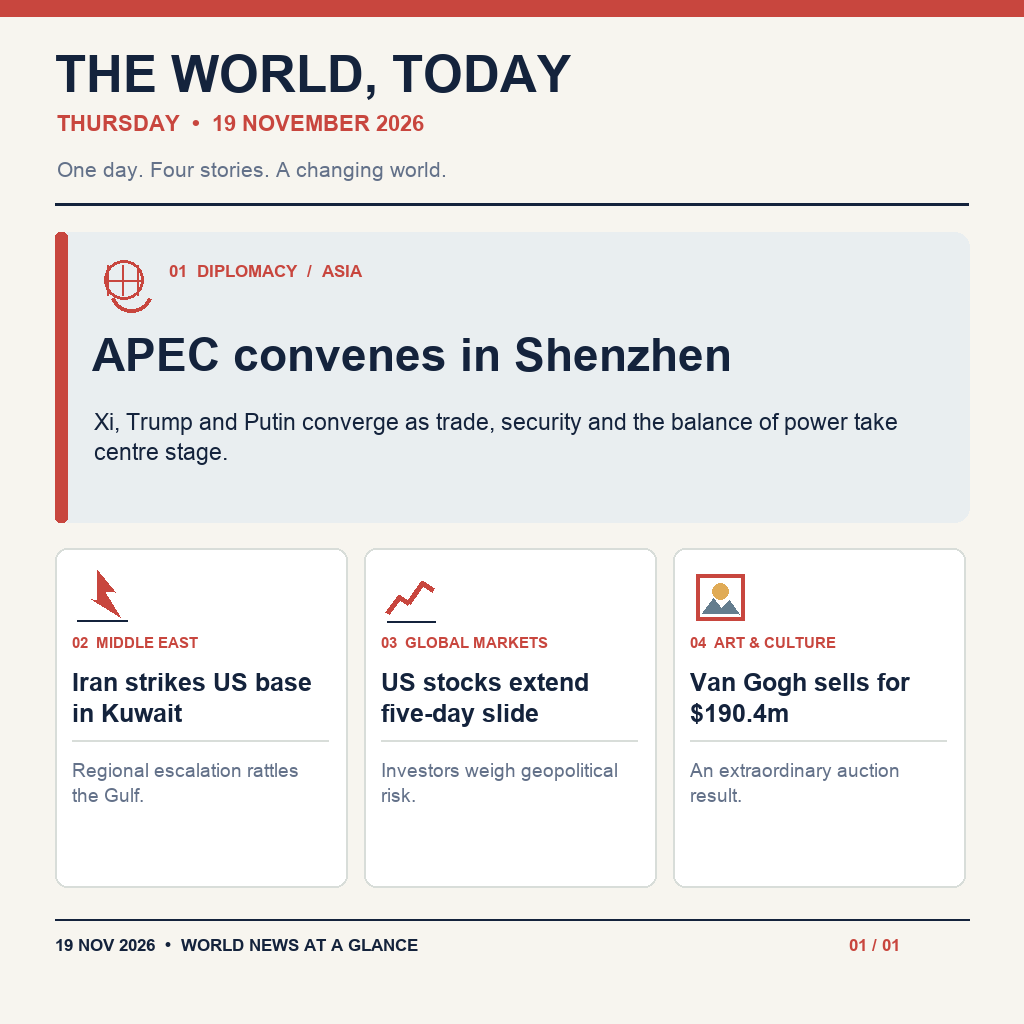 THE WORLD, TODAY
THURSDAY • 19 NOVEMBER 2026
One day. Four stories. A changing world.
01 DIPLOMACY / ASIA
APEC convenes in Shenzhen
Xi, Trump and Putin converge as trade, security and the balance of power take
centre stage.
02 MIDDLE EAST
Iran strikes US base
in Kuwait
Regional escalation rattles
the Gulf.
03 GLOBAL MARKETS
US stocks extend
five-day slide
Investors weigh geopolitical
risk.
04 ART & CULTURE
Van Gogh sells for
$190.4m
An extraordinary auction
result.
19 NOV 2026 • WORLD NEWS AT A GLANCE
01 / 01